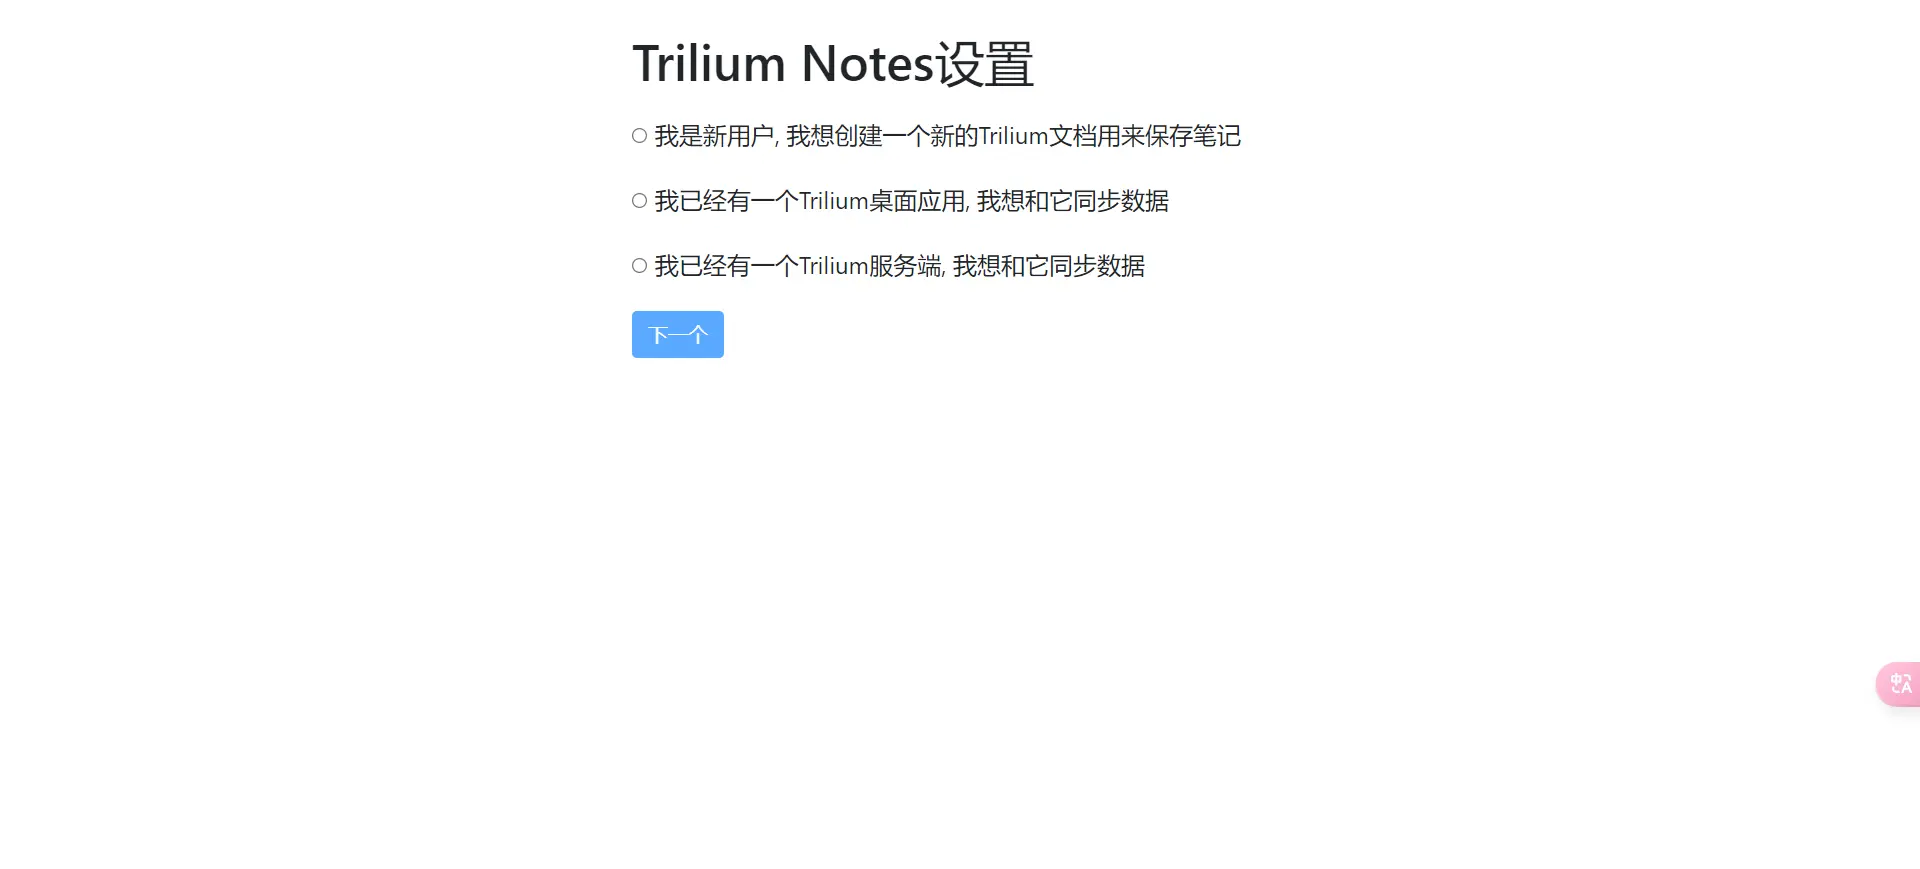 Trilium Notes设置
我是新用户, 我想创建一个新的Trilium文档用来保存笔记
我已经有一个Trilium桌面应用, 我想和它同步数据
我已经有一个Trilium服务端, 我想和它同步数据
下一个
中 A